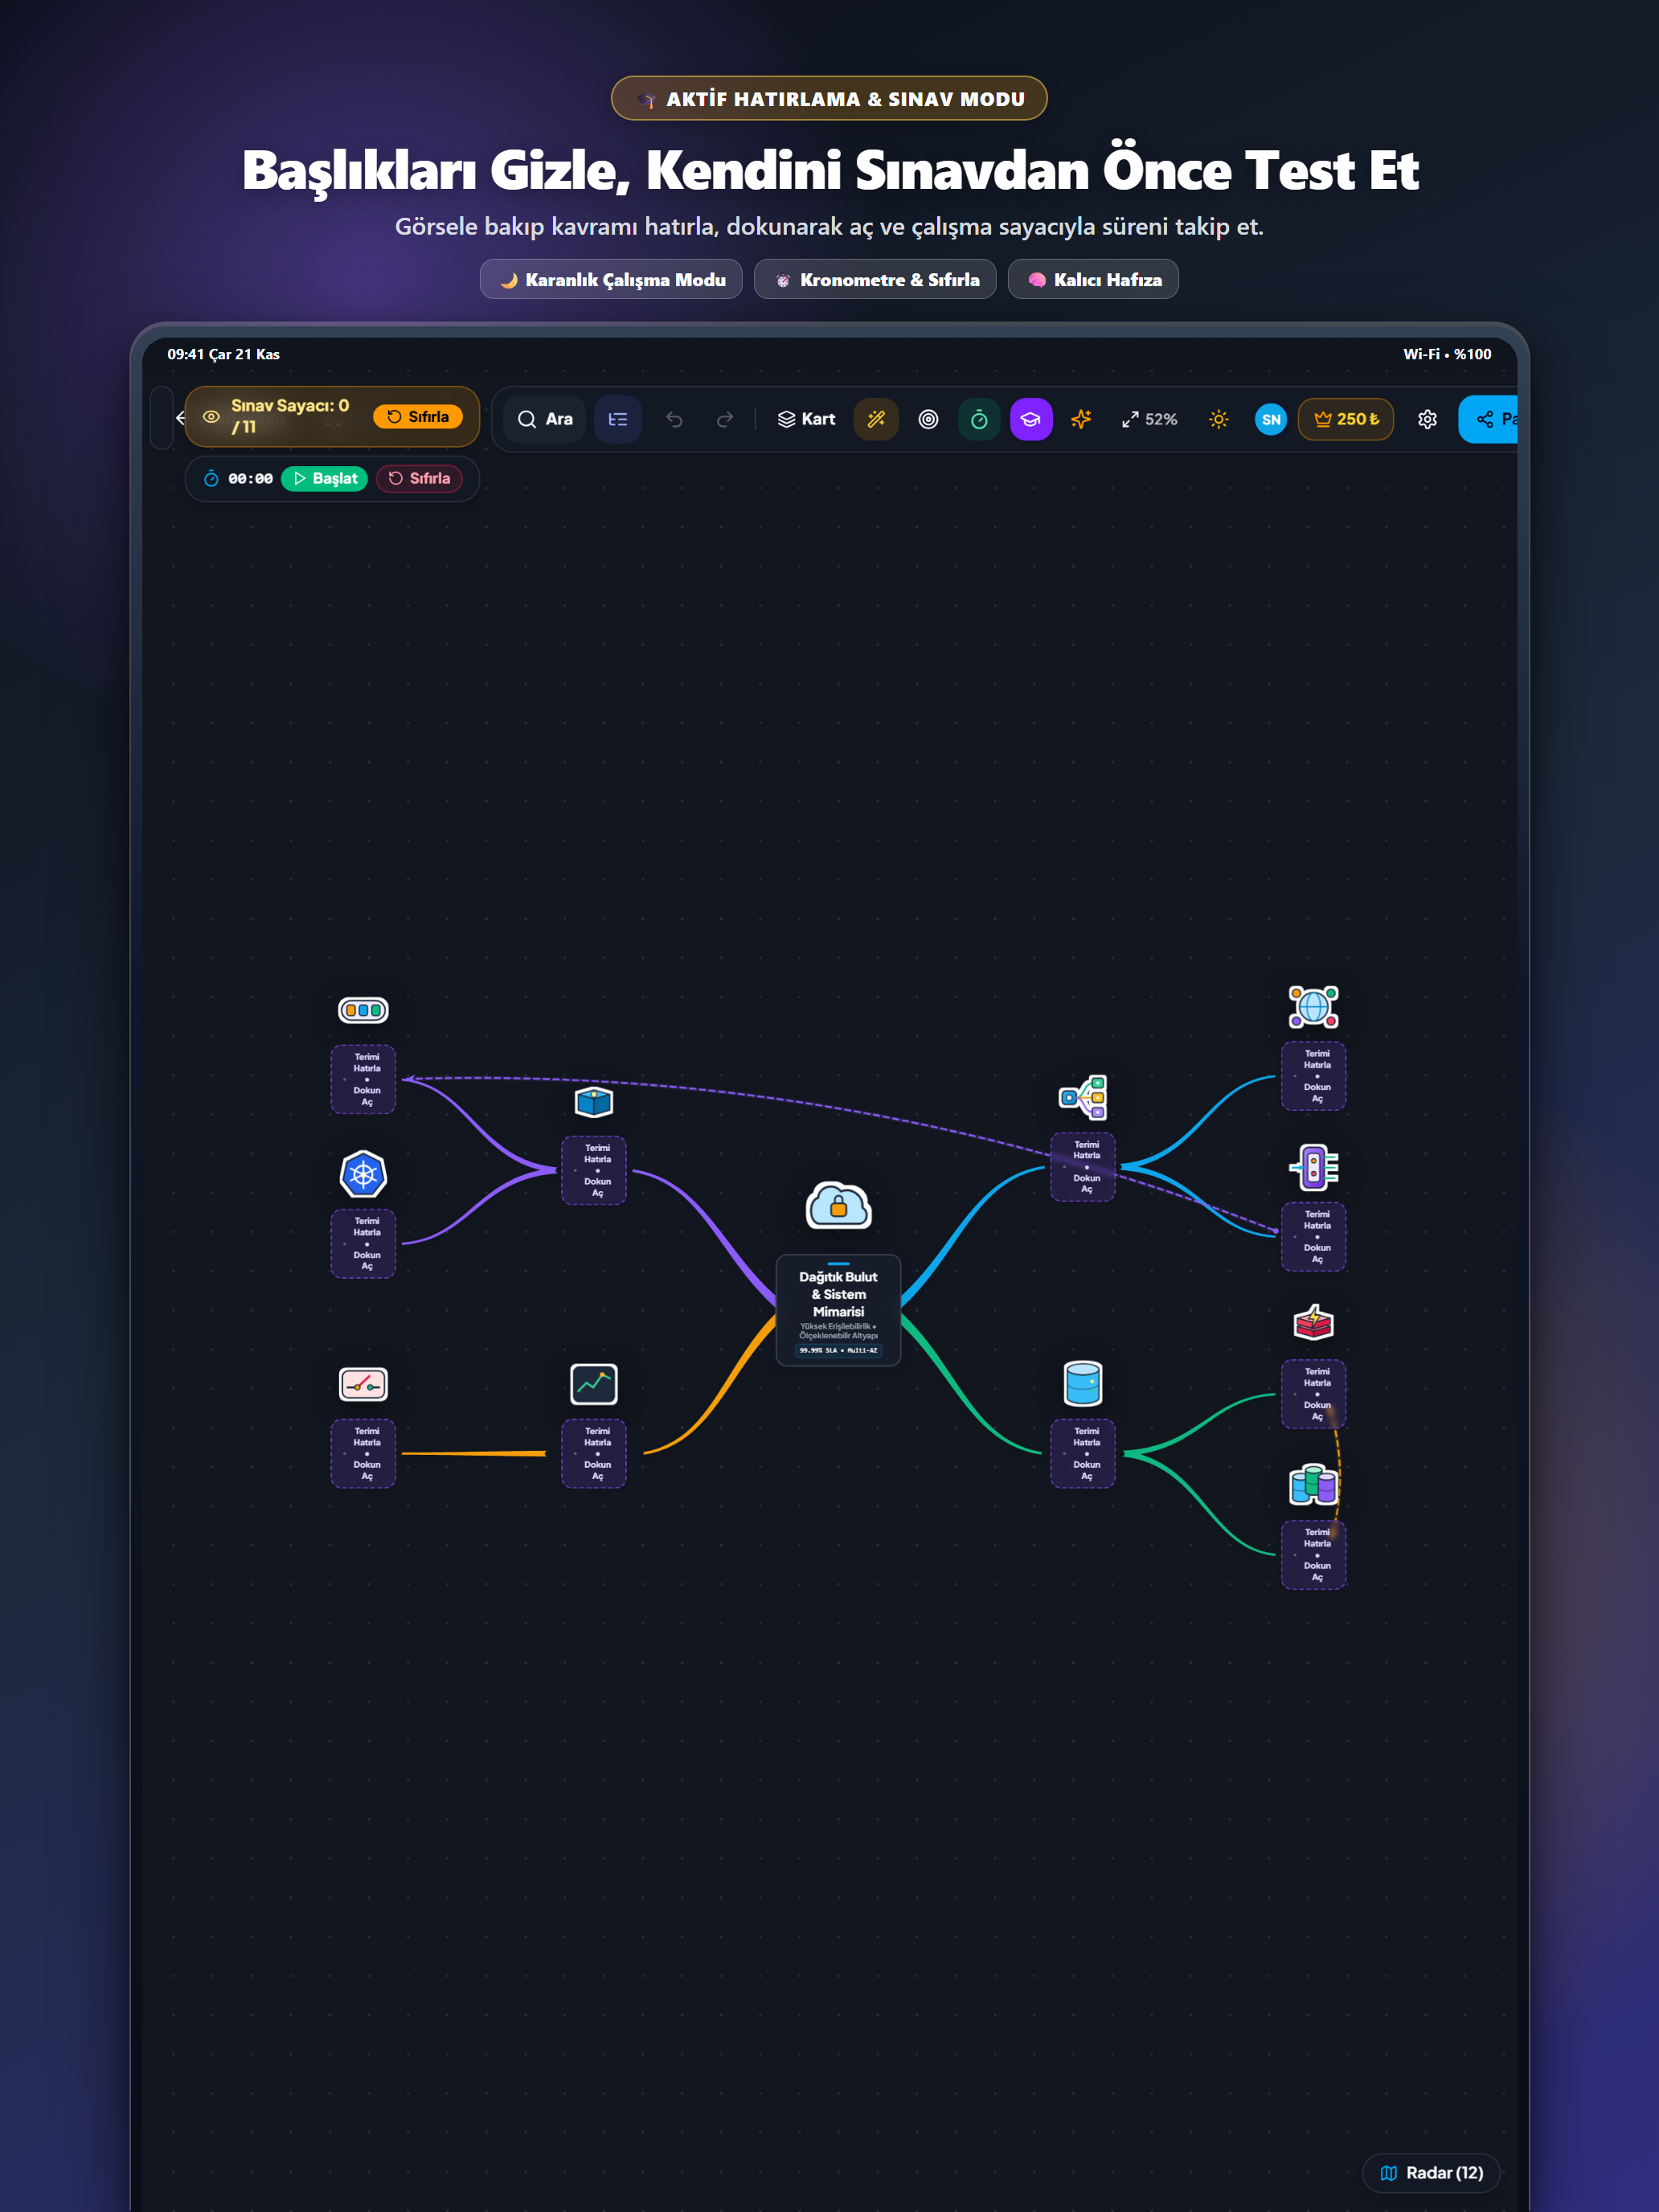 AKTİF HATIRLAMA & SINAV MODU
Başlıkları Gizle, Kendini Sınavdan Önce Test Et
Görsele bakıp kavramı hatırla, dokunarak aç ve çalışma sayacıyla süreni takip et.
Karanlık Çalışma Modu
Kronometre & Sıfırla
Kalıcı Hafıza
09:41 Çar 21 Kas
Wi-Fi • %100
Sınav Sayacı: 0
/ 11
Sıfırla
Ara
Kart
52%
SN
250 ₺
Pa
00:00
Başlat
Sıfırla
Terimi
Hatırla
•
Dokun
Aç
Terimi
Hatırla
•
Dokun
Aç
Terimi
Hatırla
•
Dokun
Aç
Terimi
Hatırla
•
Dokun
Aç
Terimi
Hatırla
•
Dokun
Aç
Terimi
Hatırla
•
Dokun
Aç
Terimi
Hatırla
•
Dokun
Aç
Dağıtık Bulut
& Sistem
Mimarisi
Yüksek Erişilebilirlik •
Ölçeklenebilir Altyapı
99.99% SLA • Multi-AZ
Terimi
Hatırla
•
Dokun
Aç
Terimi
Hatırla
•
Dokun
Aç
Terimi
Hatırla
•
Dokun
Aç
Terimi
Hatırla
•
Dokun
Aç
Radar (12)